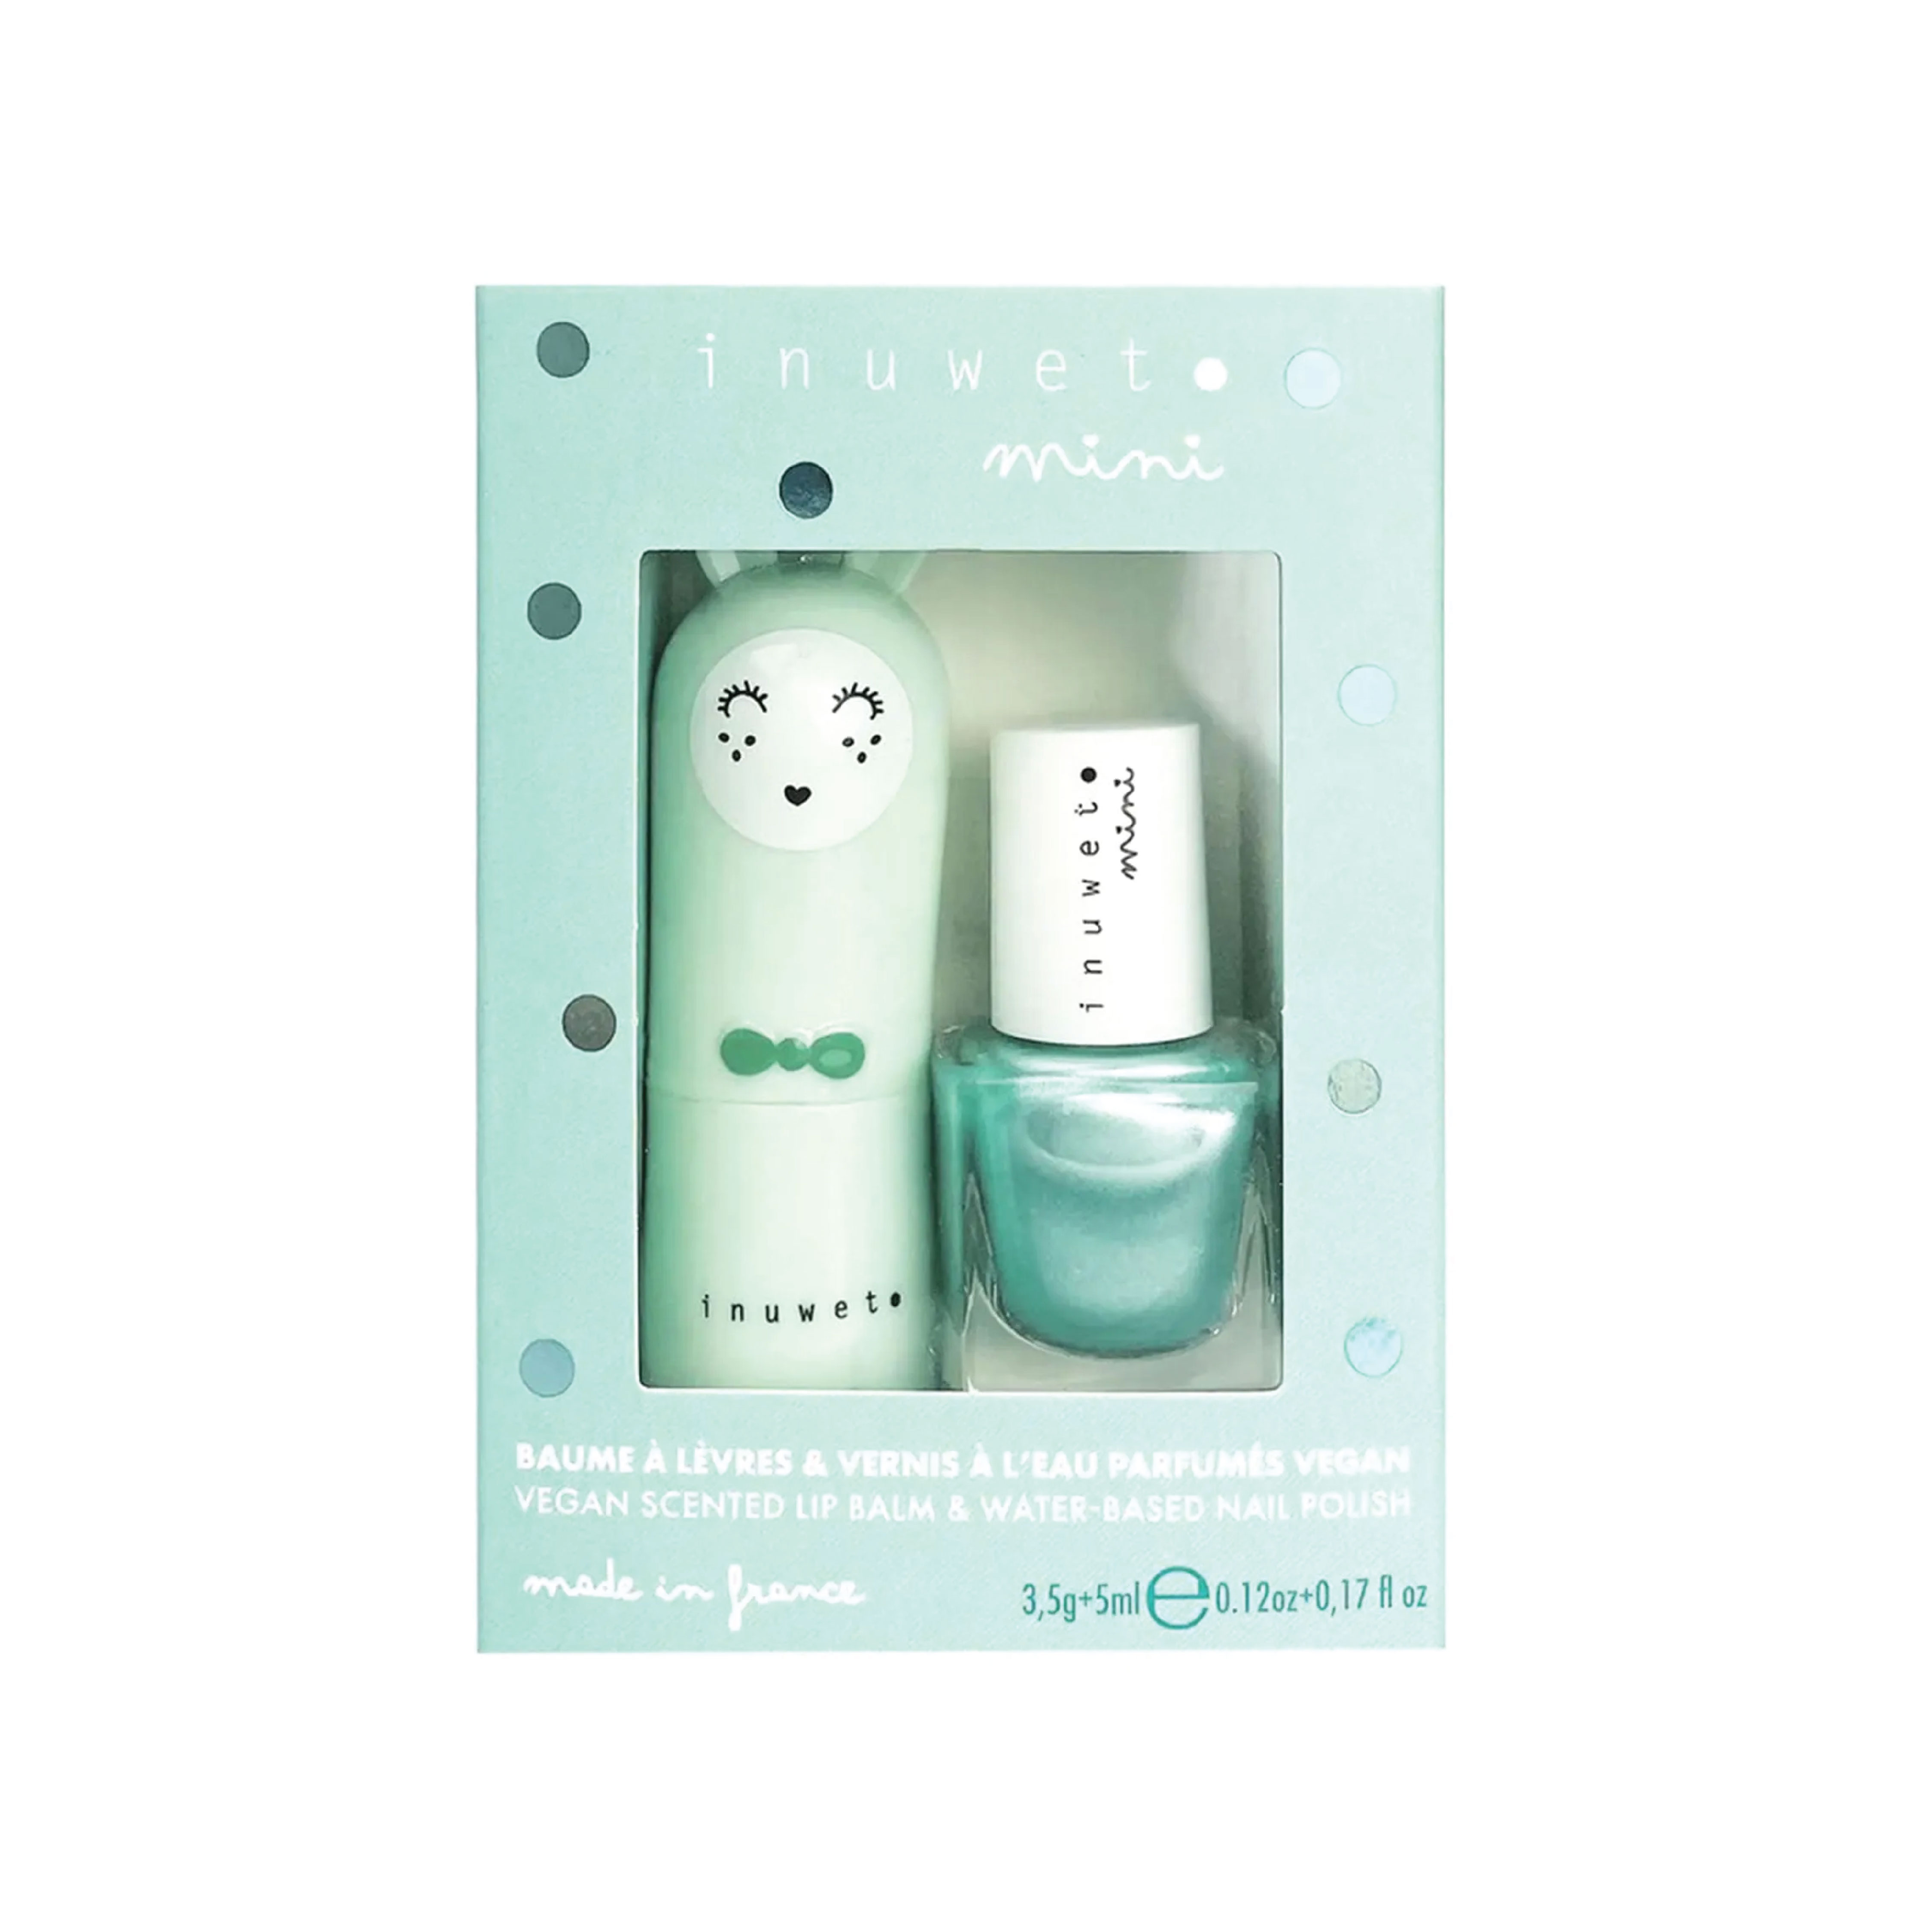 inuwet
mini
inuwet
mini
inuwet
BAUME À LÈVRES & VERNIS À L'EAU PARFUMÉS VEGAN
VEGAN SCENTED LIP BALM & WATER-BASED NAIL POLISH
made in france
3,5g+5ml ℮ 0.12oz+0,17 fl oz